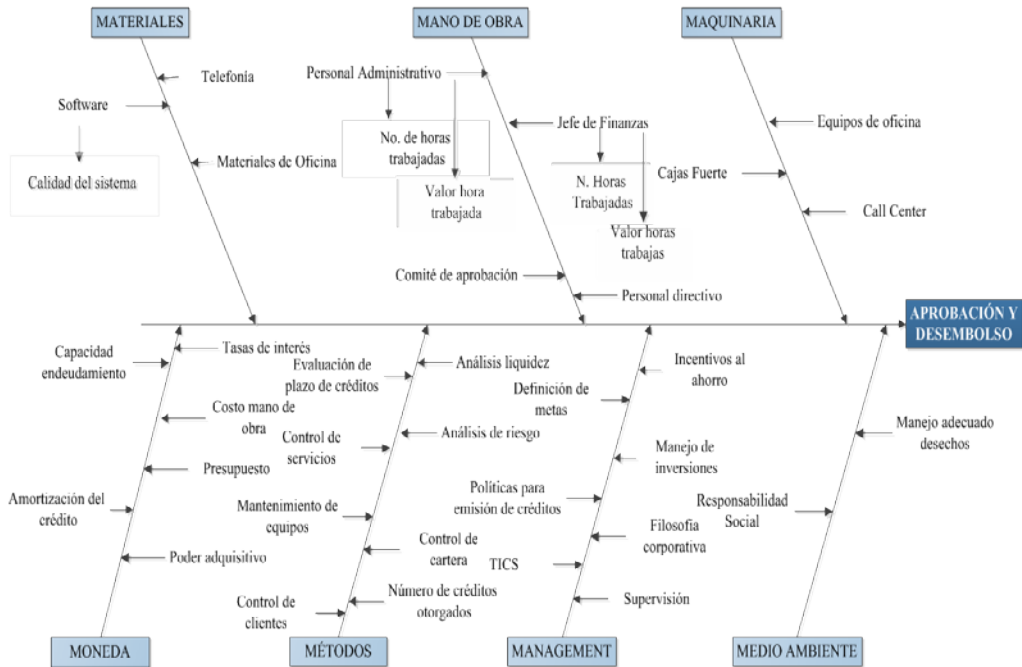 MATERIALES
MANO DE OBRA
MAQUINARIA
Telefonía
Software
Calidad del sistema
Materiales de Oficina
Personal Administrativo
No. de horas
trabajadas
Valor hora
trabajada
Jefe de Finanzas
N. Horas
Trabajadas
Valor horas
trabajas
Comité de aprobación
Personal directivo
Equipos de oficina
Cajas Fuerte
Call Center
APROBACIÓN Y
DESEMBOLSO
Tasas de interés
Capacidad
endeudamiento
Costo mano de
obra
Presupuesto
Amortización del
crédito
Poder adquisitivo
MONEDA
Análisis liquidez
Evaluación de
plazo de créditos
Análisis de riesgo
Control de
servicios
Mantenimiento de
equipos
Control de
cartera
Número de créditos
otorgados
Control de
clientes
MÉTODOS
Incentivos al
ahorro
Definición de
metas
Manejo de
inversiones
Políticas para
emisión de créditos
Filosofía
corporativa
TICS
Supervisión
MANAGEMENT
Manejo adecuado
desechos
Responsabilidad
Social
MEDIO AMBIENTE